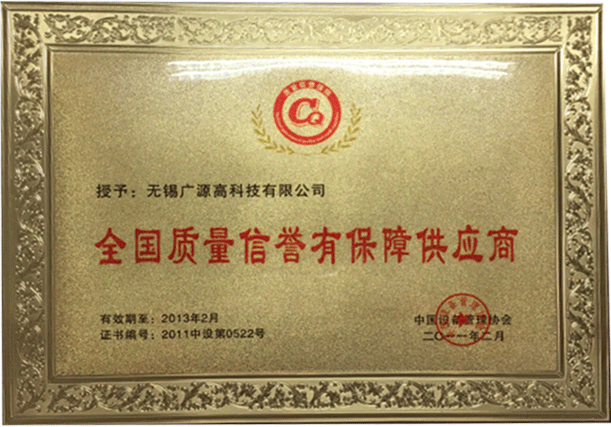 CQ
授予：无锡广源高科技有限公司
全国质量信誉有保障供应商
有效期至：2013年2月
证书编号：2011中设第0522号
中国设备管理协会
二〇一一年二月